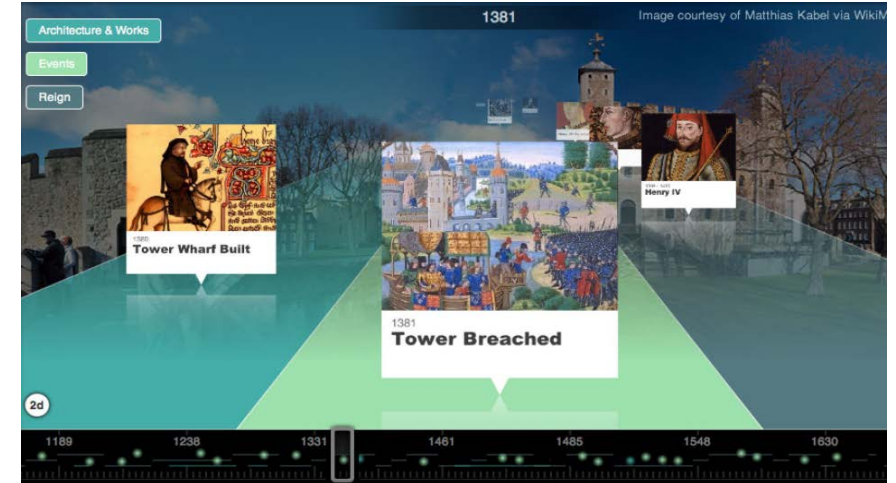 1381
Image courtesy of Matthias Kabel via WikiM
Architecture & Works
Events
Reign
Henry IV
Tower Wharf Built
1381
Tower Breached
2d
1189 1238 1331 1461 1485 1548 1630